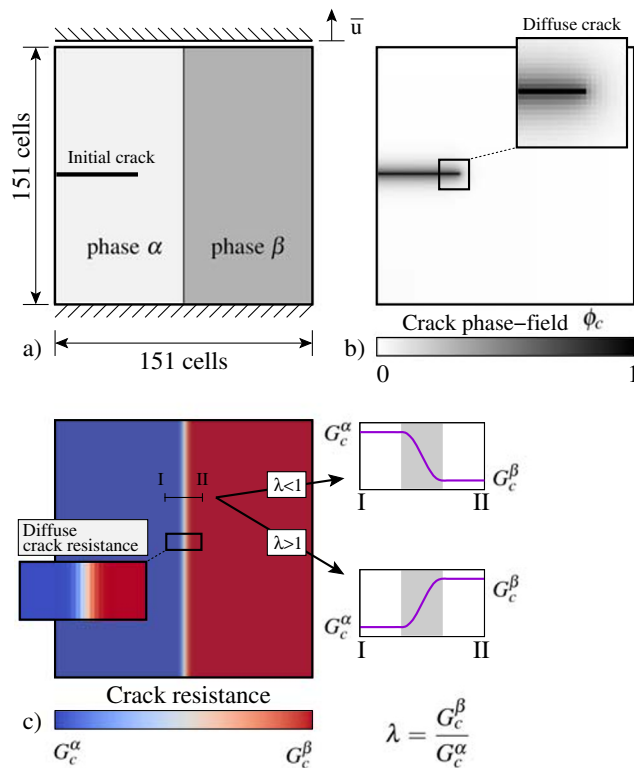 u̅
Diffuse crack
151 cells
Initial crack
phase α
phase β
a)
151 cells
b)
Crack phase–field ϕ_c
0
1
I
II
λ<1
λ>1
Diffuse
crack resistance
G_c^α
G_c^β
I
II
G_c^α
G_c^β
I
II
Crack resistance
c)
G_c^α
G_c^β
λ = G_c^β / G_c^α